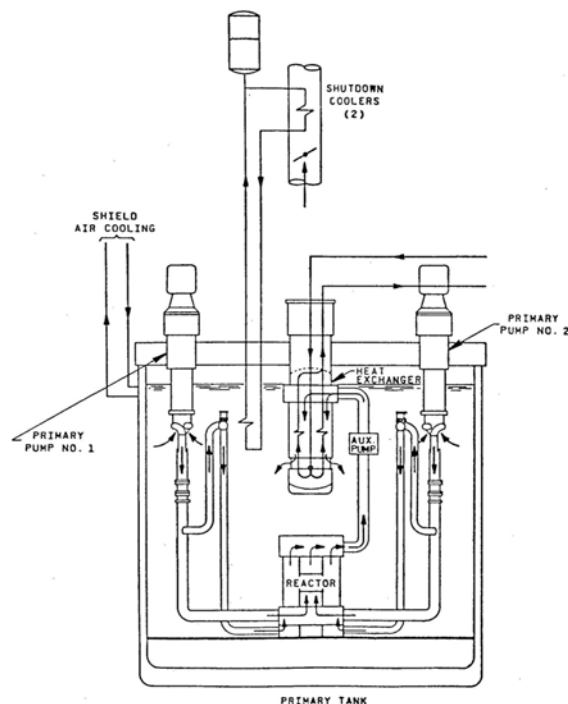 SHUTDOWN
COOLERS
(2)
SHIELD
AIR COOLING
PRIMARY
PUMP NO. 2
HEAT
EXCHANGER
PRIMARY
PUMP NO. 1
AUX.
PUMP
REACTOR
PRIMARY TANK